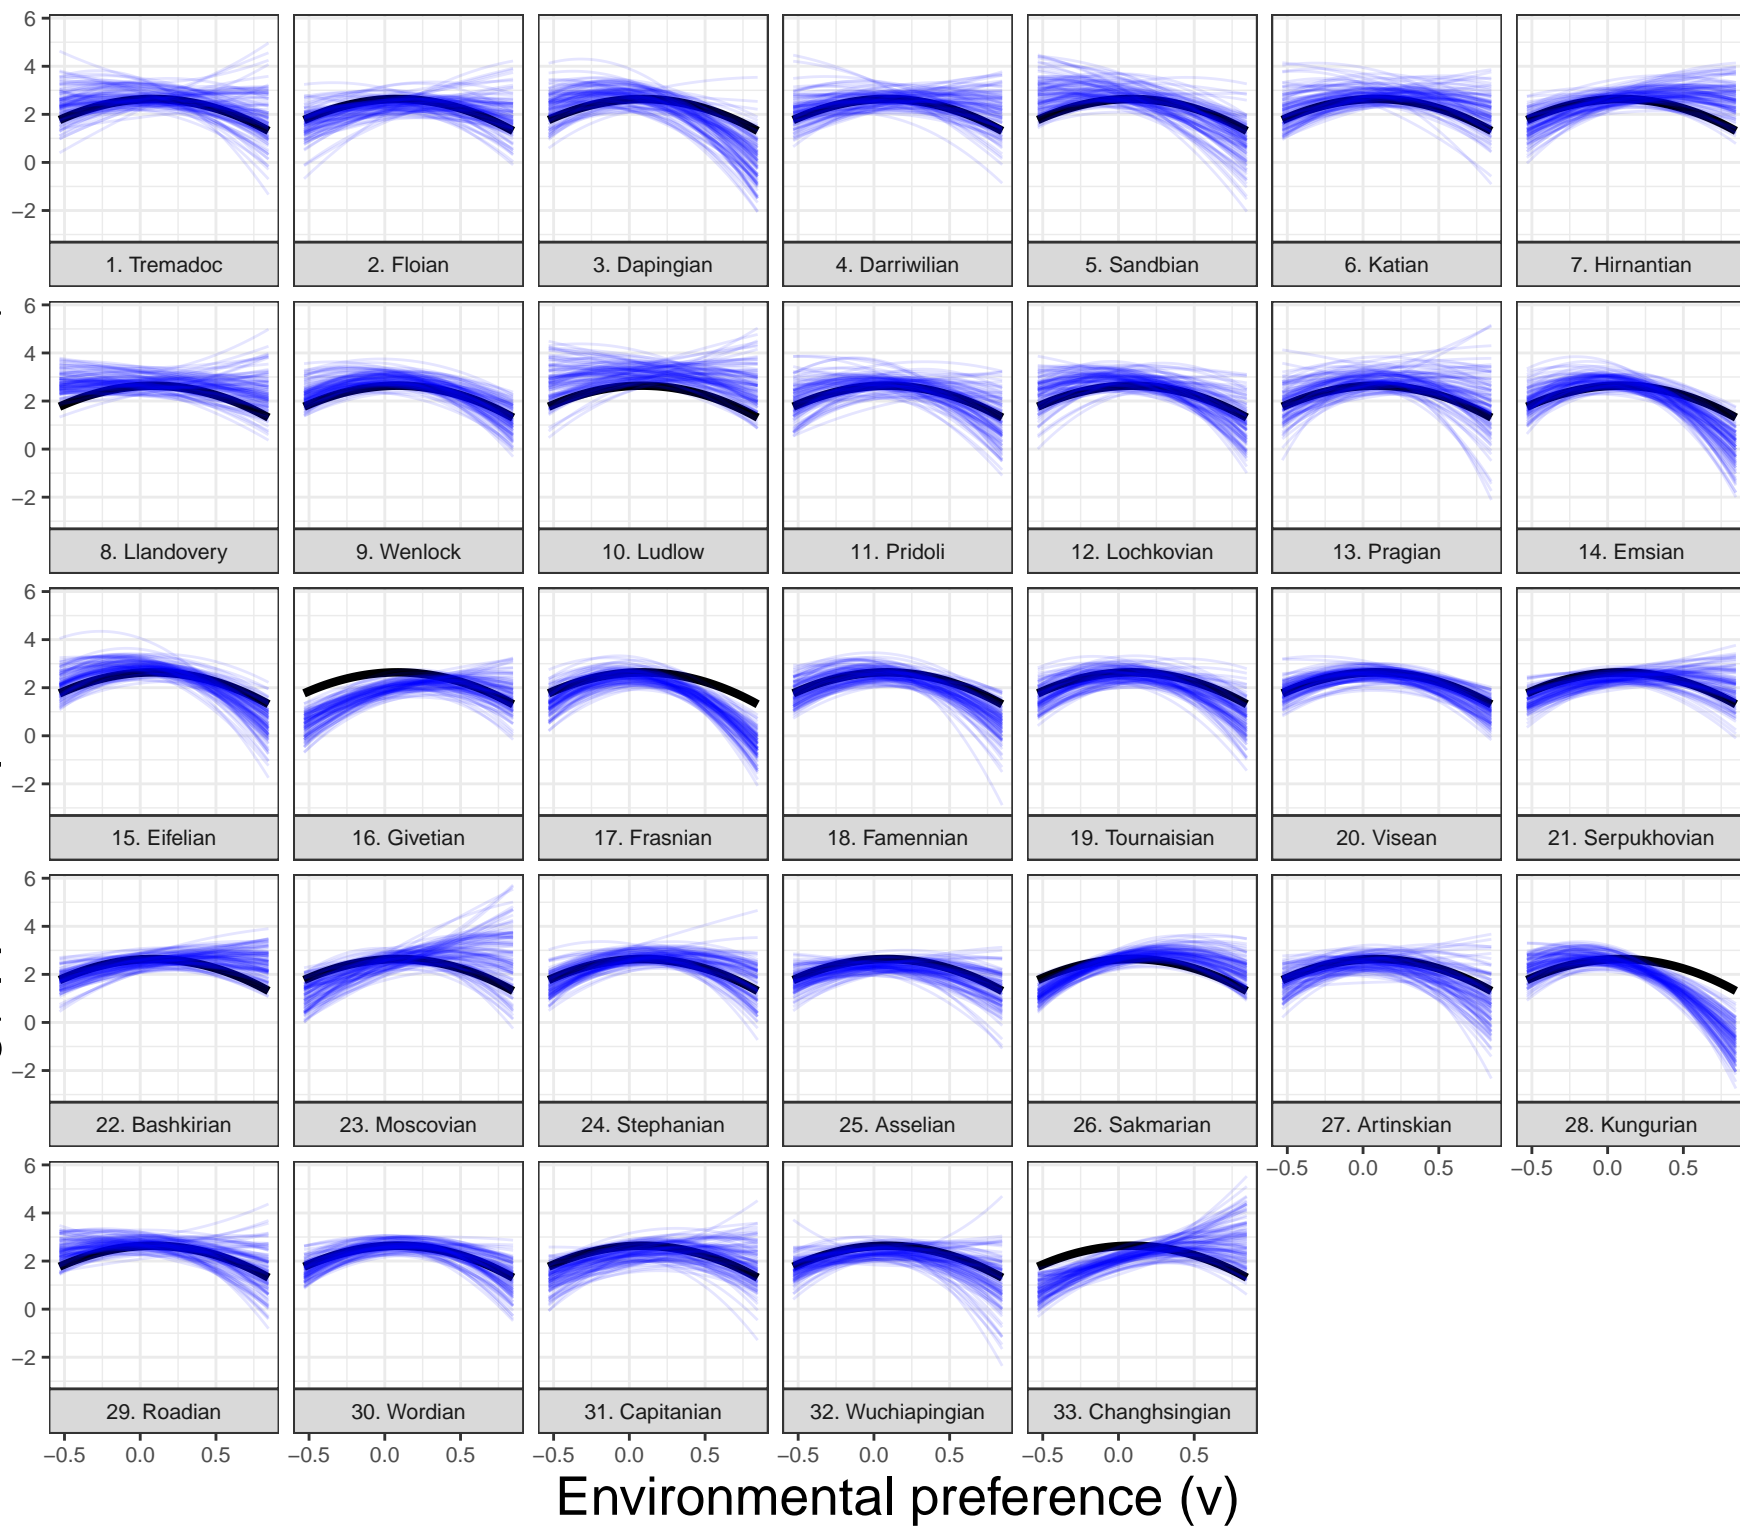 6
4
2
0
−2
1. Tremadoc
2. Floian
3. Dapingian
4. Darriwilian
5. Sandbian
6. Katian
7. Hirnantian
6
4
2
0
−2
8. Llandovery
9. Wenlock
10. Ludlow
11. Pridoli
12. Lochkovian
13. Pragian
14. Emsian
6
4
2
0
−2
15. Eifelian
16. Givetian
17. Frasnian
18. Famennian
19. Tournaisian
20. Visean
21. Serpukhovian
6
4
2
0
−2
22. Bashkirian
23. Moscovian
24. Stephanian
25. Asselian
26. Sakmarian
27. Artinskian
28. Kungurian
−0.5 0.0 0.5
−0.5 0.0 0.5
6
4
2
0
−2
29. Roadian
30. Wordian
31. Capitanian
32. Wuchiapingian
33. Changhsingian
−0.5 0.0 0.5
−0.5 0.0 0.5
−0.5 0.0 0.5
−0.5 0.0 0.5
−0.5 0.0 0.5
Environmental preference (v)